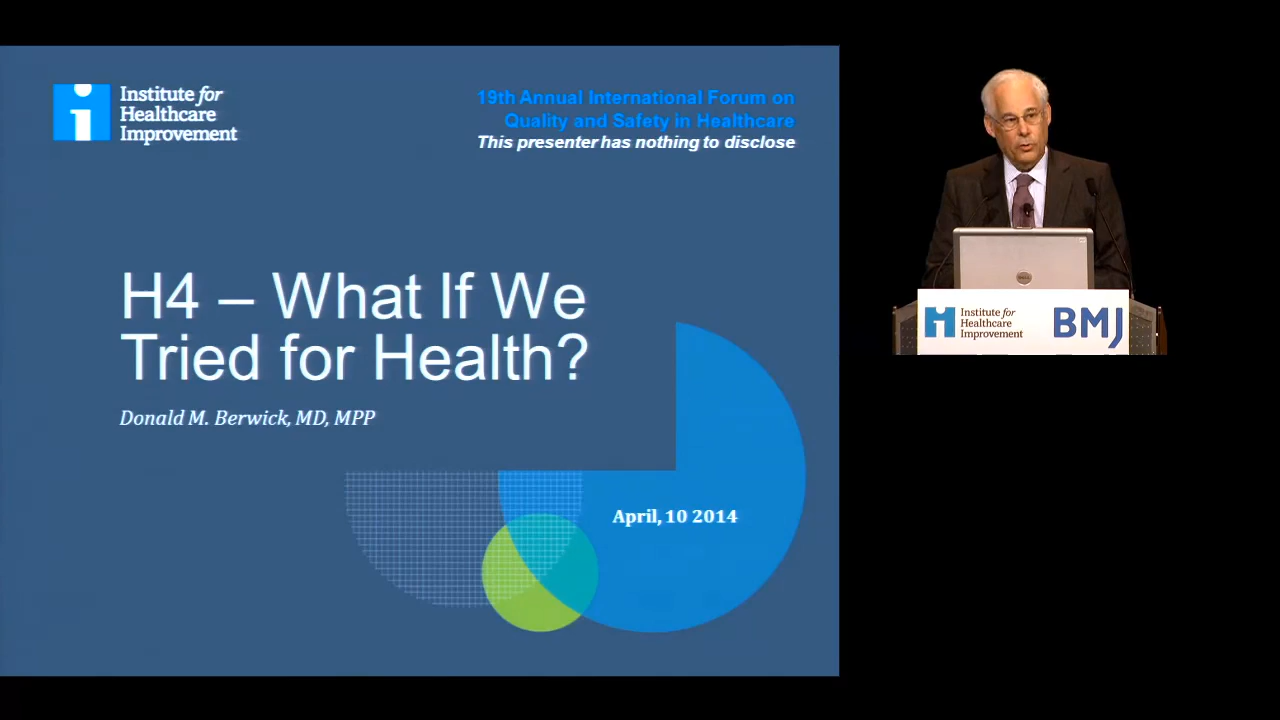 Institute for
Healthcare
Improvement
19th Annual International Forum on
Quality and Safety in Healthcare
This presenter has nothing to disclose
H4 – What If We
Tried for Health?
Donald M. Berwick, MD, MPP
April, 10 2014
DELL
Institute for
Healthcare
Improvement
BMJ